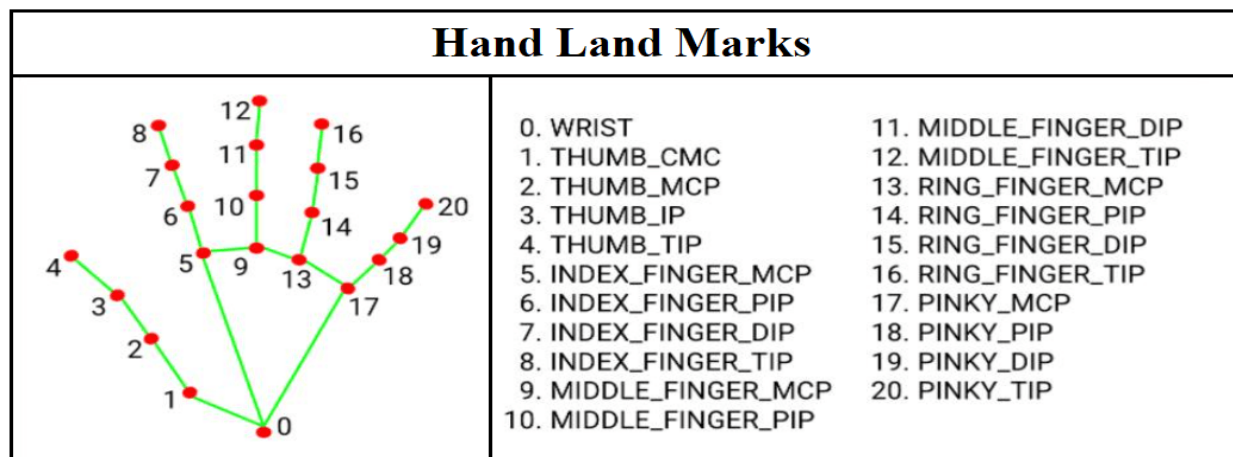 Hand Land Marks
12
8
16
11
7
15
10
6
14
20
19
5
9
13
18
4
17
3
2
1
0
0. WRIST
1. THUMB_CMC
2. THUMB_MCP
3. THUMB_IP
4. THUMB_TIP
5. INDEX_FINGER_MCP
6. INDEX_FINGER_PIP
7. INDEX_FINGER_DIP
8. INDEX_FINGER_TIP
9. MIDDLE_FINGER_MCP
10. MIDDLE_FINGER_PIP
11. MIDDLE_FINGER_DIP
12. MIDDLE_FINGER_TIP
13. RING_FINGER_MCP
14. RING_FINGER_PIP
15. RING_FINGER_DIP
16. RING_FINGER_TIP
17. PINKY_MCP
18. PINKY_PIP
19. PINKY_DIP
20. PINKY_TIP